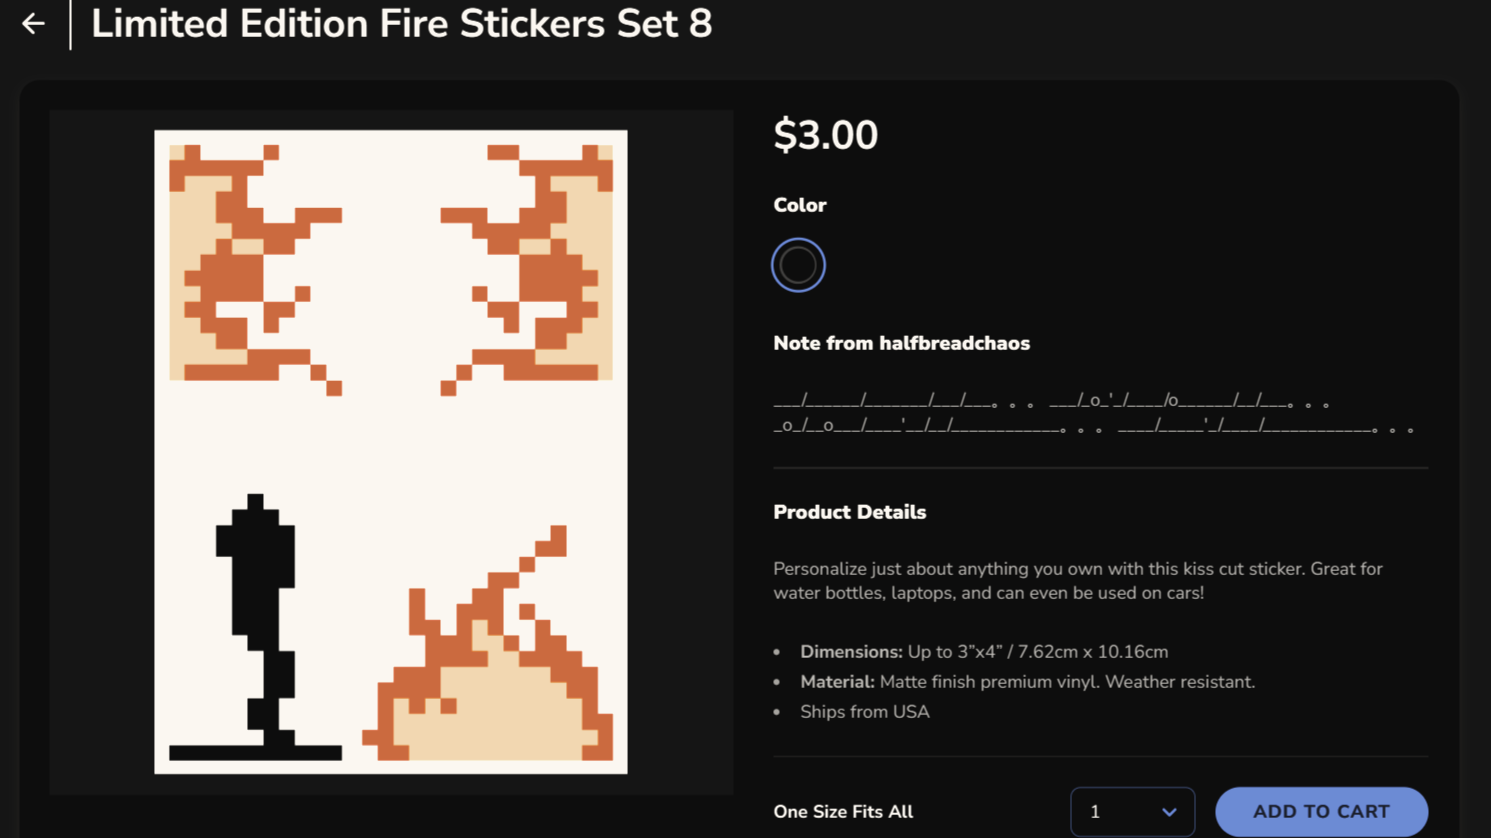 Limited Edition Fire Stickers Set 8
$3.00
Color
Note from halfbreadchaos
___/______/_______/___/___。。。 ___/_o_'_/____/o______/__/___。。。
_o_/__o___/____'__/__/____________。。。 ____/_____'_/____/____________。。。
Product Details
Personalize just about anything you own with this kiss cut sticker. Great for
water bottles, laptops, and can even be used on cars!
• Dimensions: Up to 3”x4” / 7.62cm x 10.16cm
• Material: Matte finish premium vinyl. Weather resistant.
• Ships from USA
One Size Fits All
1
ADD TO CART